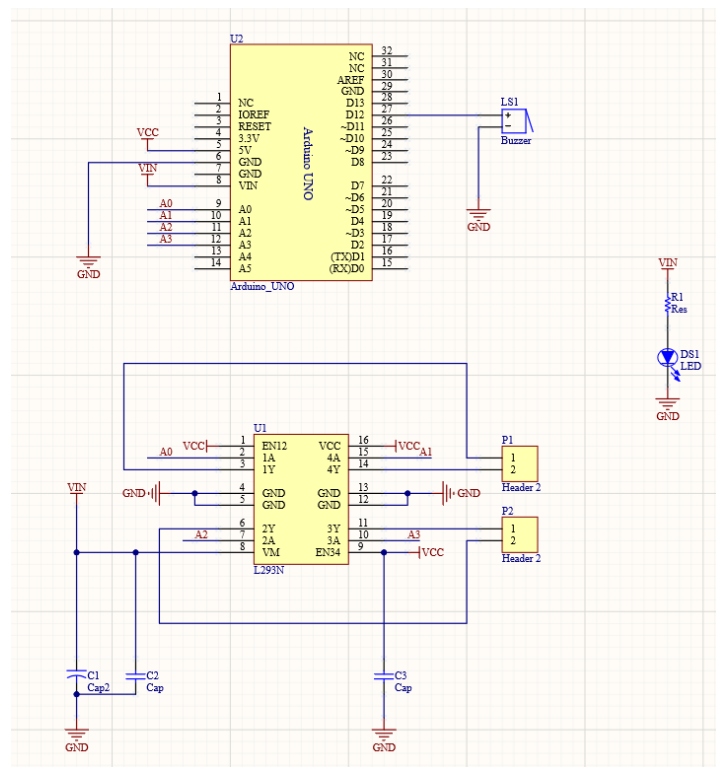 U2
NC 32
NC 31
AREF 30
GND 29
1 NC D13 28
2 IOREF D12 27
3 RESET ~D11 26
4 3.3V ~D10 25
5 5V ~D9 24
6 GND D8 23
7 GND
8 VIN D7 22
~D6 21
A0 9 A0 ~D5 20
A1 10 A1 D4 19
A2 11 A2 ~D3 18
A3 12 A3 D2 17
13 A4 (TX)D1 16
14 A5 (RX)D0 15
Arduino UNO
Arduino_UNO
VCC
VIN
GND
LS1
+
-
Buzzer
GND
VIN
R1
Res
DS1
LED
GND
U1
VCC 1 EN12 VCC 16 VCC
A0 2 1A 4A 15 A1
3 1Y 4Y 14
GND 4 GND GND 13 GND
5 GND GND 12
6 2Y 3Y 11
A2 7 2A 3A 10 A3
8 VM EN34 9 VCC
L293N
P1
1
2
Header 2
P2
1
2
Header 2
VIN
C1
Cap2
C2
Cap
C3
Cap
GND
GND